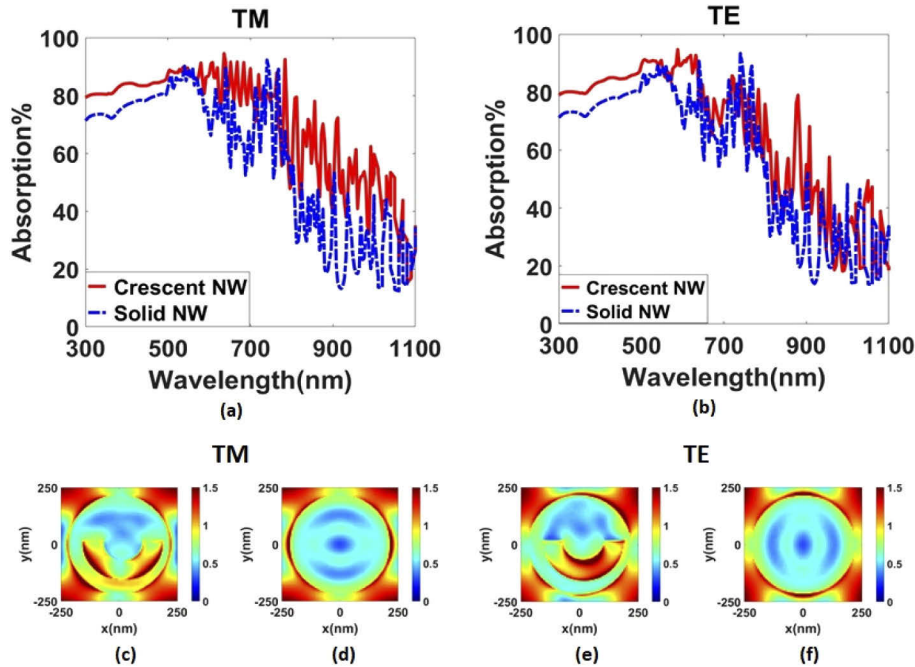 TM
TE
Absorption%
100
80
60
40
20
0
Crescent NW
Solid NW
300
500
700
900
1100
Wavelength(nm)
(a)
Absorption%
100
80
60
40
20
0
Crescent NW
Solid NW
300
500
700
900
1100
Wavelength(nm)
(b)
TM
TE
y(nm)
250
0
-250
-250
0
250
x(nm)
1.5
1
0.5
0
(c)
y(nm)
250
0
-250
-250
0
250
x(nm)
1.5
1
0.5
0
(d)
y(nm)
250
0
-250
-250
0
250
x(nm)
1.5
1
0.5
0
(e)
y(nm)
250
0
-250
-250
0
250
x(nm)
1.5
1
0.5
0
(f)